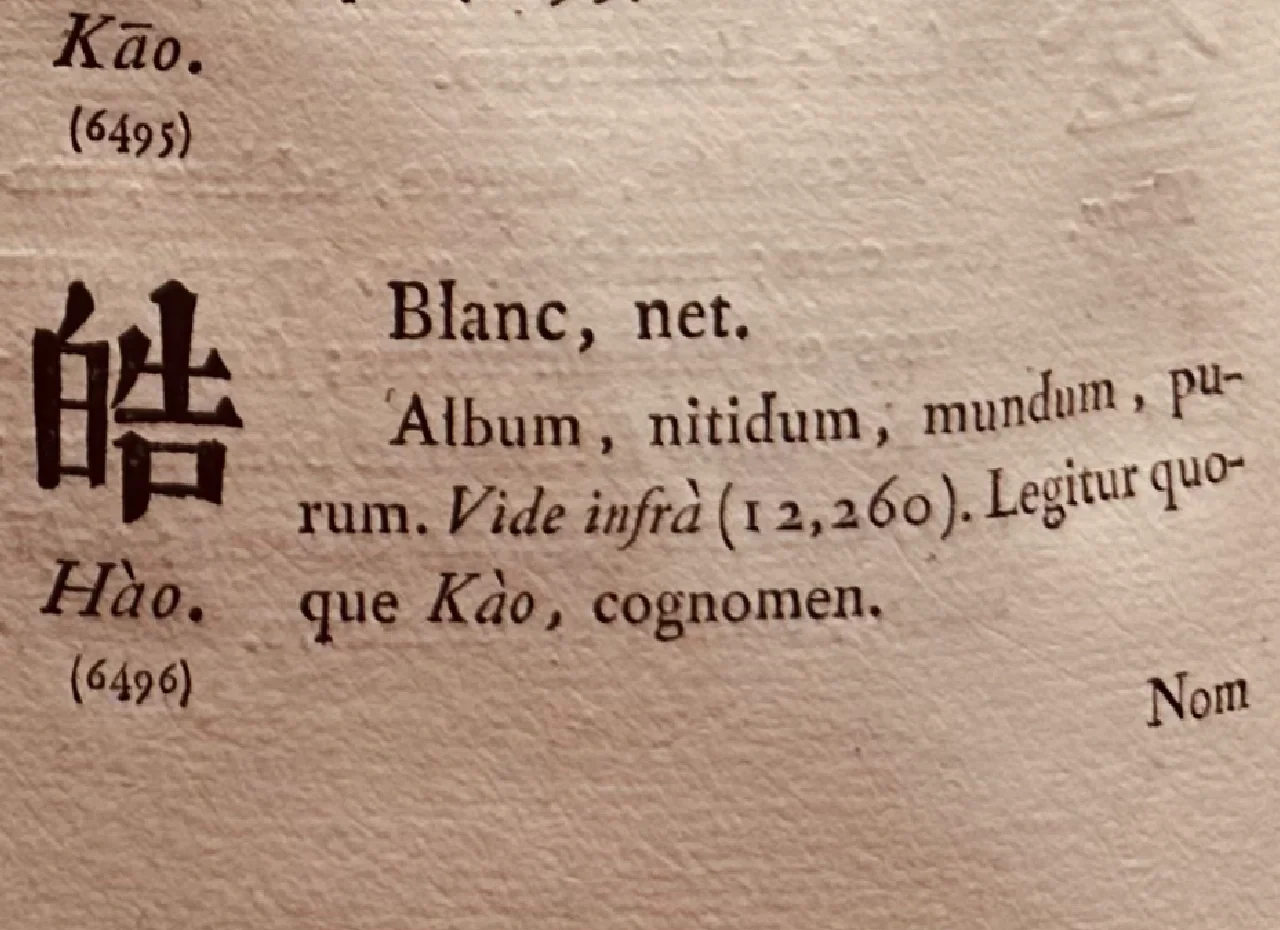 Kāo.
(6495)
皓
Blanc, net.
Album, nitidum, mundum, pu-
rum. Vide infrà (12,260). Legitur quo-
Hào.
que Kào, cognomen.
(6496)
Nom